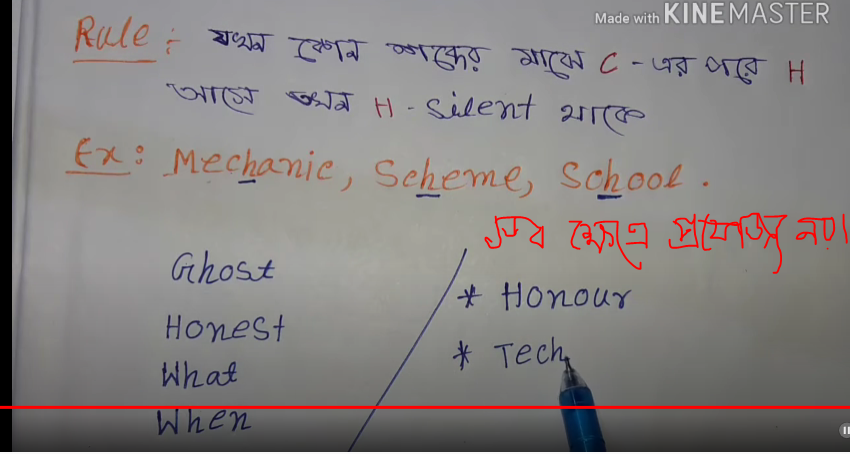 Made with KINEMASTER
Rule :- যখন কোন শব্দের মাঝে C - এর পরে H
আসে তখন H - Silent থাকে
Ex : Mechanic, Scheme, School.
সব ক্ষেত্রে প্রযোজ্য নয়।
Ghost
Honest
What
When
* Honour
* Tech